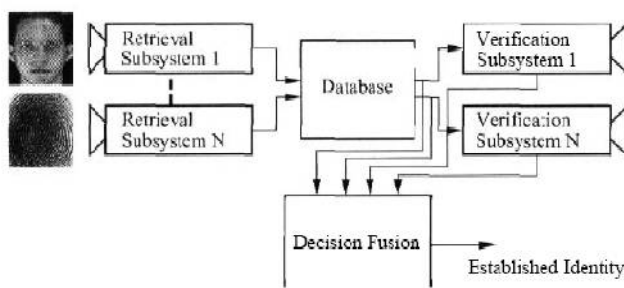 Retrieval
Subsystem 1
Retrieval
Subsystem N
Database
Verification
Subsystem 1
Verification
Subsystem N
Decision Fusion
Established Identity